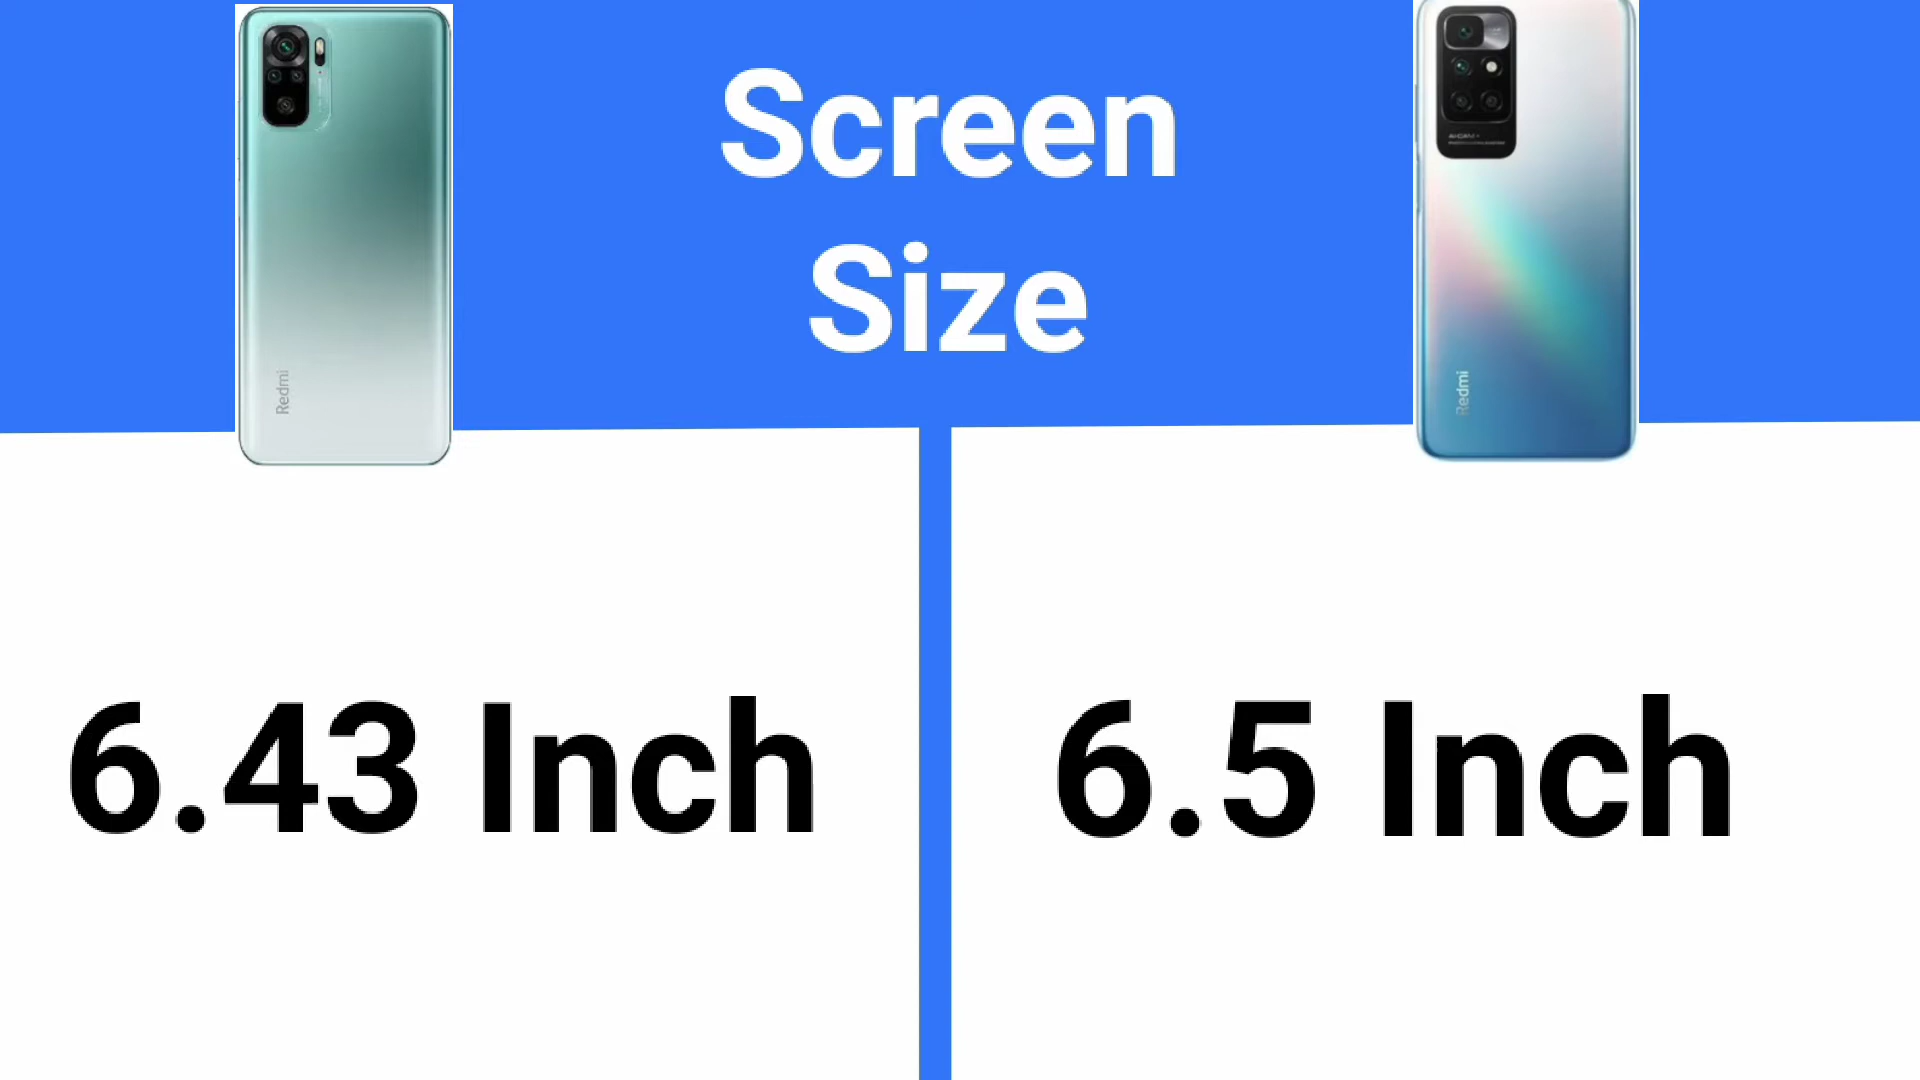 Screen
Size
Redmi
Redmi
6.43 Inch
6.5 Inch